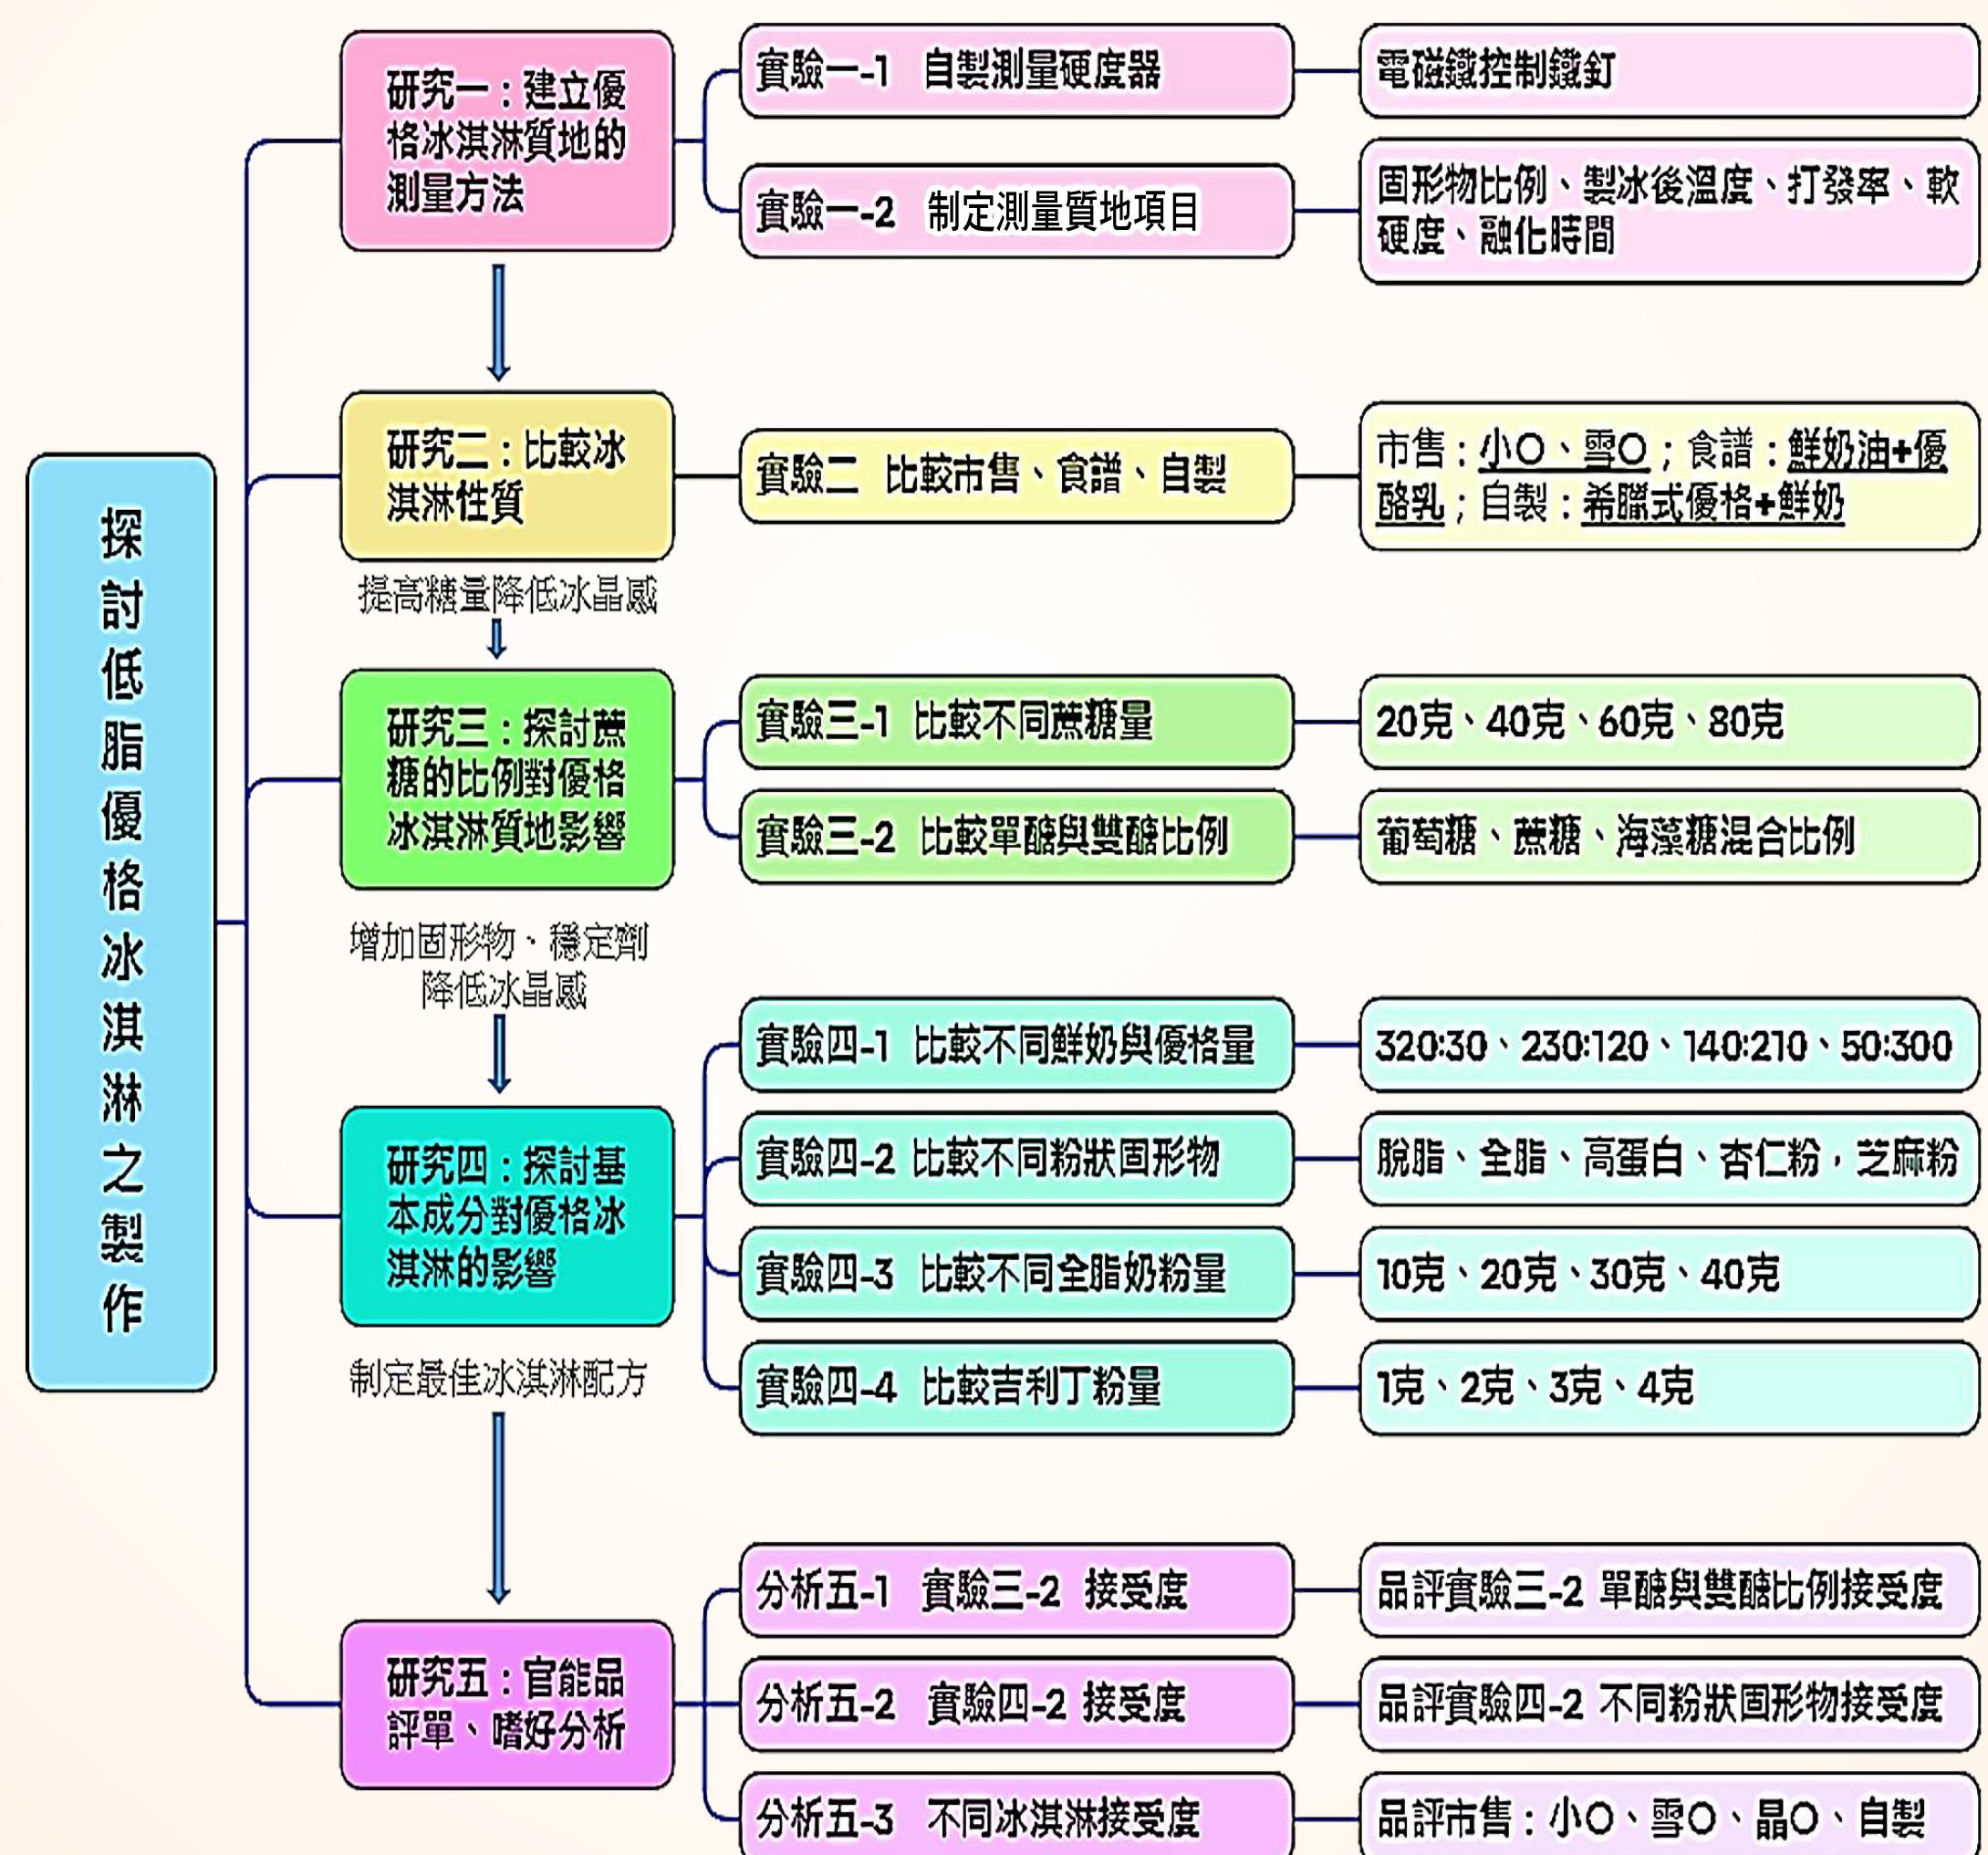 探討低脂優格冰淇淋之製作
研究一：建立優
格冰淇淋質地的
測量方法
實驗一-1 自製測量硬度器
電磁鐵控制鐵釘
實驗一-2 制定測量質地項目
固形物比例、製冰後溫度、打發率、軟
硬度、融化時間
研究二：比較冰
淇淋性質
實驗二 比較市售、食譜、自製
市售：小〇、雪〇；食譜：鮮奶油+優
酪乳；自製：希臘式優格+鮮奶
提高糖量降低冰晶感
研究三：探討蔗
糖的比例對優格
冰淇淋質地影響
實驗三-1 比較不同蔗糖量
20克、40克、60克、80克
實驗三-2 比較單醣與雙醣比例
葡萄糖、蔗糖、海藻糖混合比例
增加固形物、穩定劑
降低冰晶感
研究四：探討基
本成分對優格冰
淇淋的影響
實驗四-1 比較不同鮮奶與優格量
320:30、230:120、140:210、50:300
實驗四-2 比較不同粉狀固形物
脫脂、全脂、高蛋白、杏仁粉，芝麻粉
實驗四-3 比較不同全脂奶粉量
10克、20克、30克、40克
實驗四-4 比較吉利丁粉量
1克、2克、3克、4克
制定最佳冰淇淋配方
研究五：官能品
評單、嗜好分析
分析五-1 實驗三-2 接受度
品評實驗三-2 單醣與雙醣比例接受度
分析五-2 實驗四-2 接受度
品評實驗四-2 不同粉狀固形物接受度
分析五-3 不同冰淇淋接受度
品評市售：小〇、雪〇、晶〇、自製